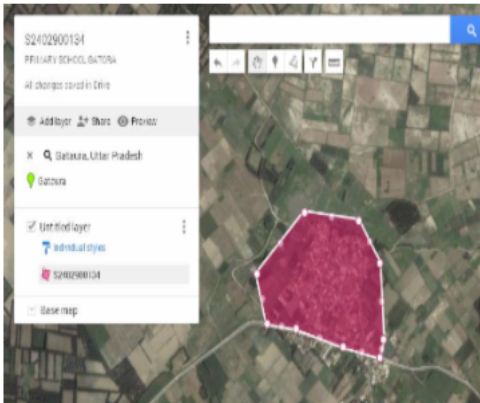 S2402900134
PRIMARY SCHOOL GATORA
All changes saved in Drive
Add layer Share Preview
Gataura, Uttar Pradesh
Gataura
Untitled layer
Individual styles
S2402900134
Base map